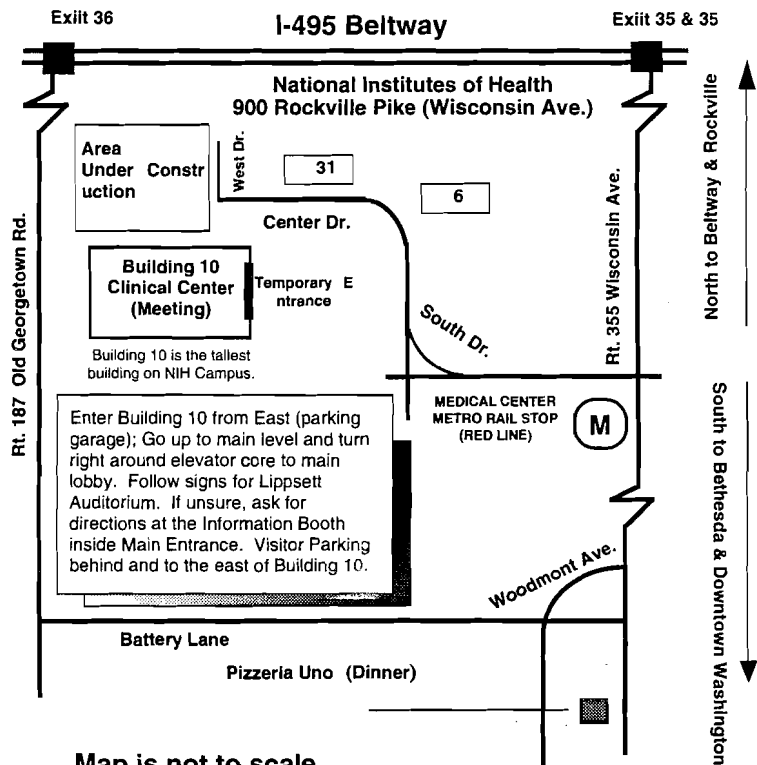 Exiit 36
I-495 Beltway
Exiit 35 & 35
National Institutes of Health
900 Rockville Pike (Wisconsin Ave.)
North to Beltway & Rockville
Area
Under Constr
uction
West Dr.
31
6
Center Dr.
Rt. 355 Wisconsin Ave.
Building 10
Clinical Center
(Meeting)
Temporary E
ntrance
Rt. 187 Old Georgetown Rd.
South Dr.
Building 10 is the tallest
building on NIH Campus.
MEDICAL CENTER
METRO RAIL STOP
(RED LINE)
M
South to Bethesda & Downtown Washington
Enter Building 10 from East (parking
garage); Go up to main level and turn
right around elevator core to main
lobby. Follow signs for Lippsett
Auditorium. If unsure, ask for
directions at the Information Booth
inside Main Entrance. Visitor Parking
behind and to the east of Building 10.
Woodmont Ave.
Battery Lane
Pizzeria Uno (Dinner)
Map is not to scale